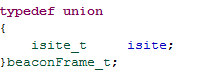 typedef union
{
    isite_t     isite;
}beaconFrame_t;